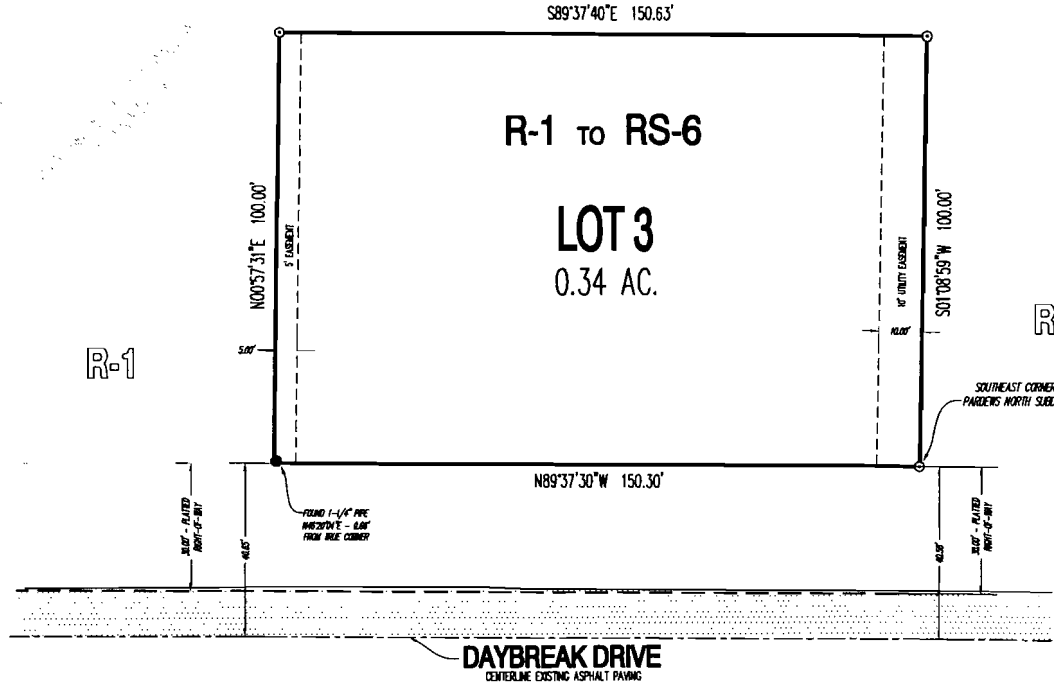 S89°37'40"E 150.63'
R-1 TO RS-6
LOT 3
0.34 AC.
N00°57'31"E 100.00'
5' EASEMENT
10' UTILITY EASEMENT
S01°08'59"W 100.00'
5.00'
10.00'
R-1
R
SOUTHEAST CORNER
PARDEWS NORTH SUBD
N89°37'30"W 150.30'
FOUND 1-1/4" PIPE
FROM TRUE CORNER
30.00' - PLATTED
RIGHT-OF-WAY
30.00' - PLATTED
RIGHT-OF-WAY
DAYBREAK DRIVE
CENTERLINE EXISTING ASPHALT PAVING